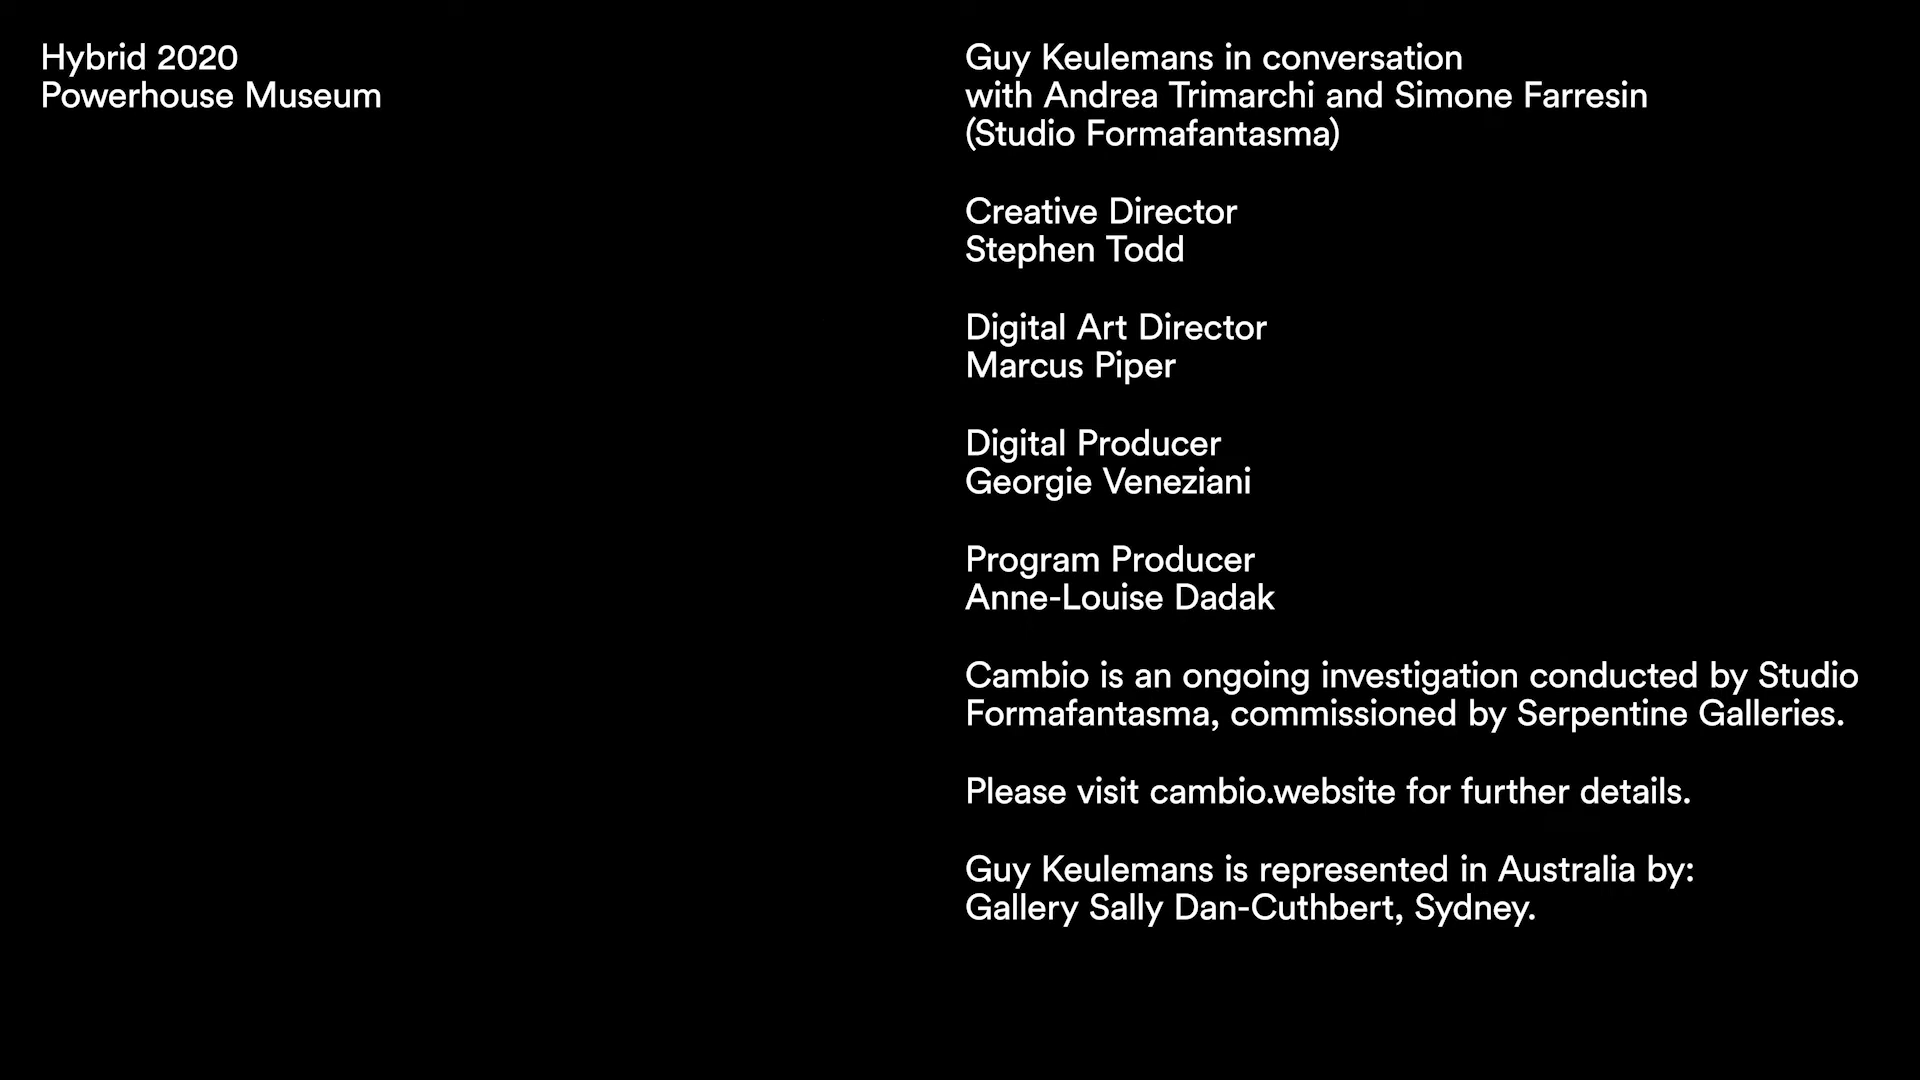 Hybrid 2020
Powerhouse Museum
Guy Keulemans in conversation
with Andrea Trimarchi and Simone Farresin
(Studio Formafantasma)
Creative Director
Stephen Todd
Digital Art Director
Marcus Piper
Digital Producer
Georgie Veneziani
Program Producer
Anne-Louise Dadak
Cambio is an ongoing investigation conducted by Studio
Formafantasma, commissioned by Serpentine Galleries.
Please visit cambio.website for further details.
Guy Keulemans is represented in Australia by:
Gallery Sally Dan-Cuthbert, Sydney.